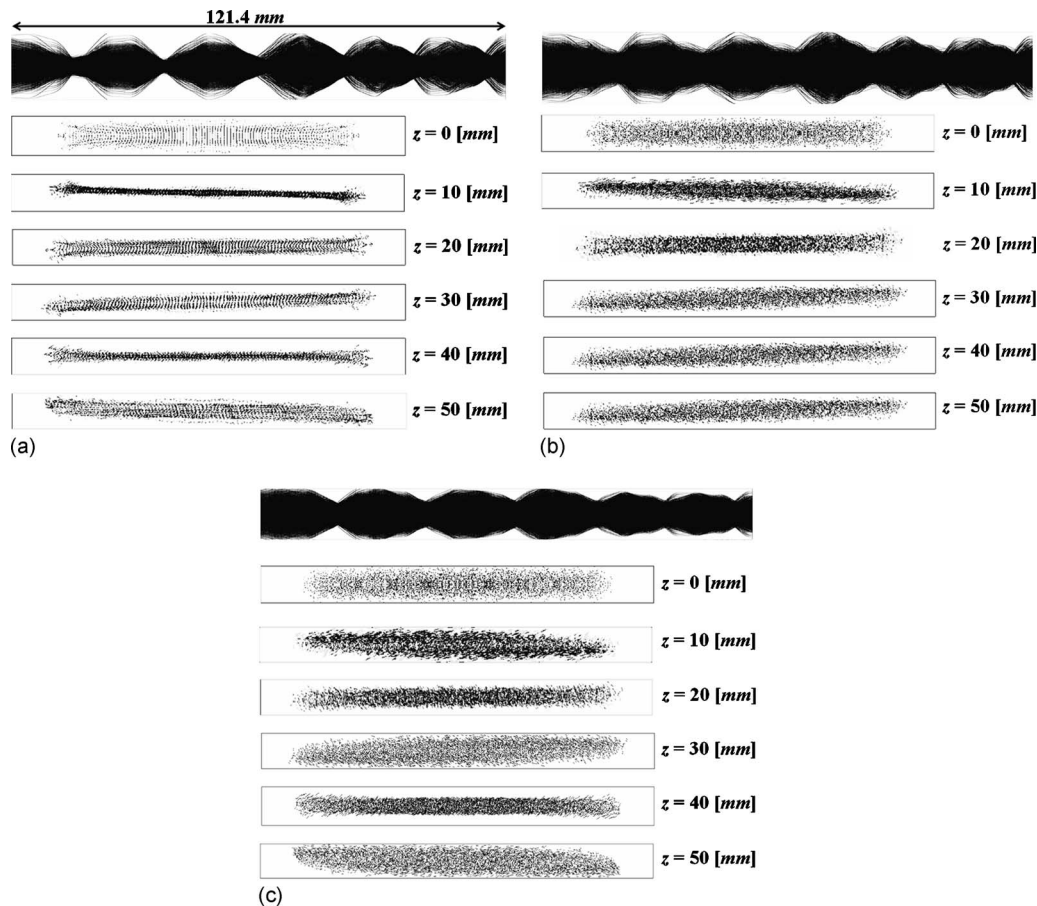 121.4 mm
z = 0 [mm]
z = 10 [mm]
z = 20 [mm]
z = 30 [mm]
z = 40 [mm]
z = 50 [mm]
(a)
z = 0 [mm]
z = 10 [mm]
z = 20 [mm]
z = 30 [mm]
z = 40 [mm]
z = 50 [mm]
(b)
z = 0 [mm]
z = 10 [mm]
z = 20 [mm]
z = 30 [mm]
z = 40 [mm]
z = 50 [mm]
(c)